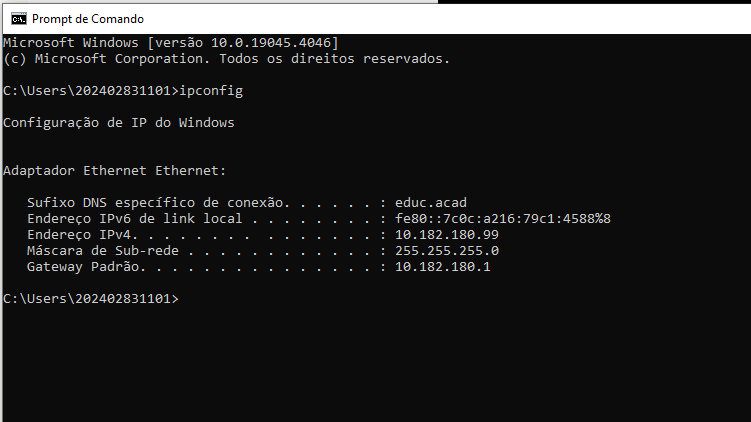 Prompt de Comando
Microsoft Windows [versão 10.0.19045.4046]
(c) Microsoft Corporation. Todos os direitos reservados.
C:\Users\202402831101>ipconfig
Configuração de IP do Windows
Adaptador Ethernet Ethernet:
Sufixo DNS específico de conexão. . . . . . : educ.acad
Endereço IPv6 de link local . . . . . . . . : fe80::7c0c:a216:79c1:4588%8
Endereço IPv4. . . . . . . .  . . . . . . . : 10.182.180.99
Máscara de Sub-rede . . . . . . . . . . . . : 255.255.255.0
Gateway Padrão. . . . . . . . . . . . . . . : 10.182.180.1
C:\Users\202402831101>